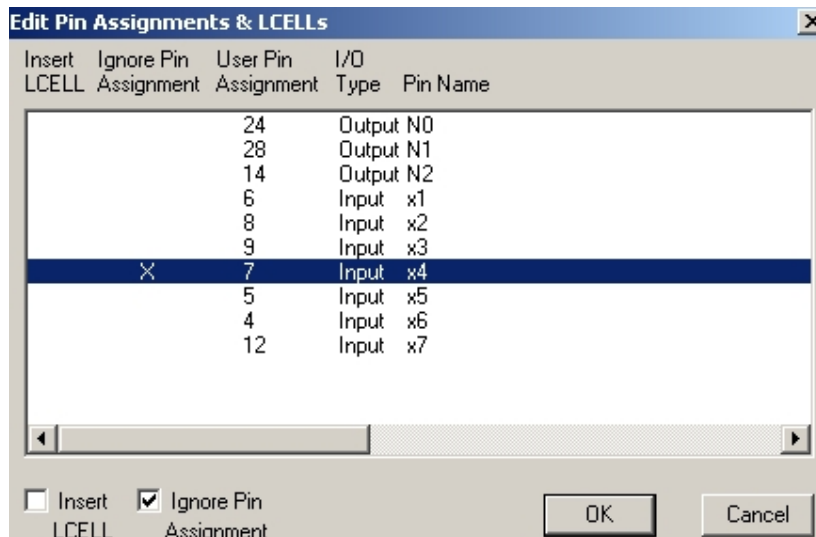 Edit Pin Assignments & LCELLs
Insert Ignore Pin User Pin I/O
LCELL Assignment Assignment Type Pin Name
24 Output N0
28 Output N1
14 Output N2
6 Input x1
8 Input x2
9 Input x3
X 7 Input x4
5 Input x5
4 Input x6
12 Input x7
Insert Ignore Pin OK Cancel
LCELL Assignment